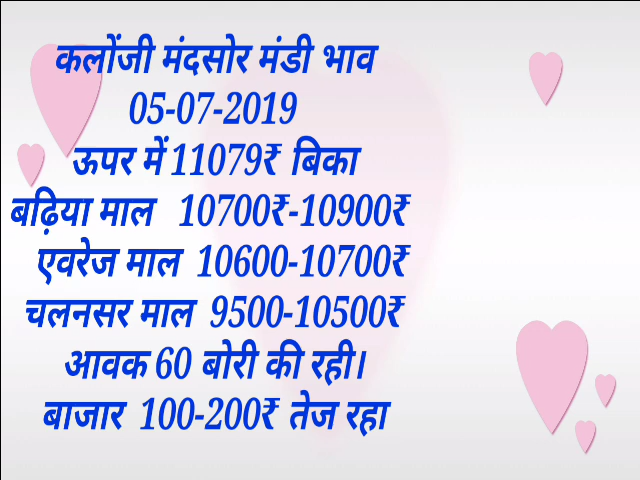 कलोंजी मंदसोर मंडी भाव
05-07-2019
ऊपर में 11079₹ बिका
बढ़िया माल 10700₹-10900₹
एवरेज माल 10600-10700₹
चलनसर माल 9500-10500₹
आवक 60 बोरी की रही।
बाजार 100-200₹ तेज रहा